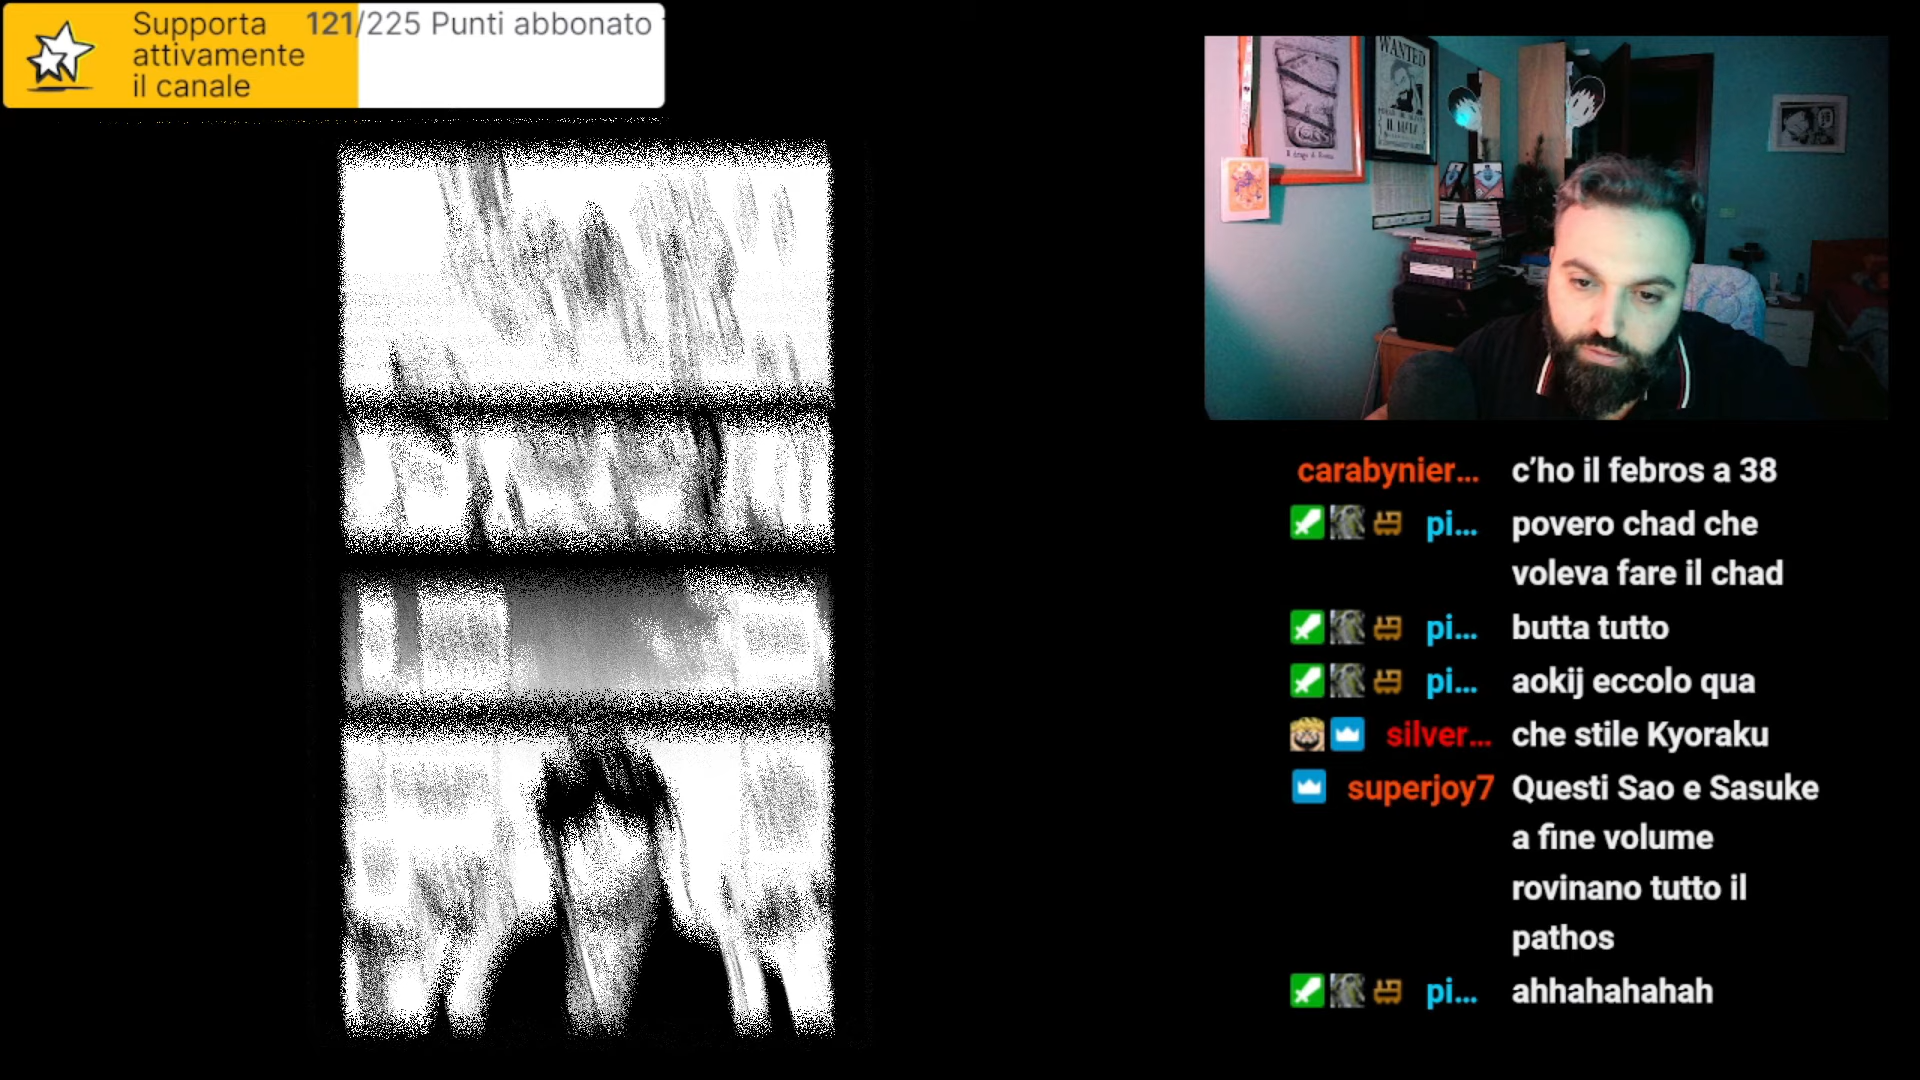 Supporta
attivamente
il canale
121/225 Punti abbonato
WANTED
carabynier... c’ho il febros a 38
pi... povero chad che
voleva fare il chad
pi... butta tutto
pi... aokij eccolo qua
silver... che stile Kyoraku
superjoy7 Questi Sao e Sasuke
a fine volume
rovinano tutto il
pathos
pi... ahhahahahah